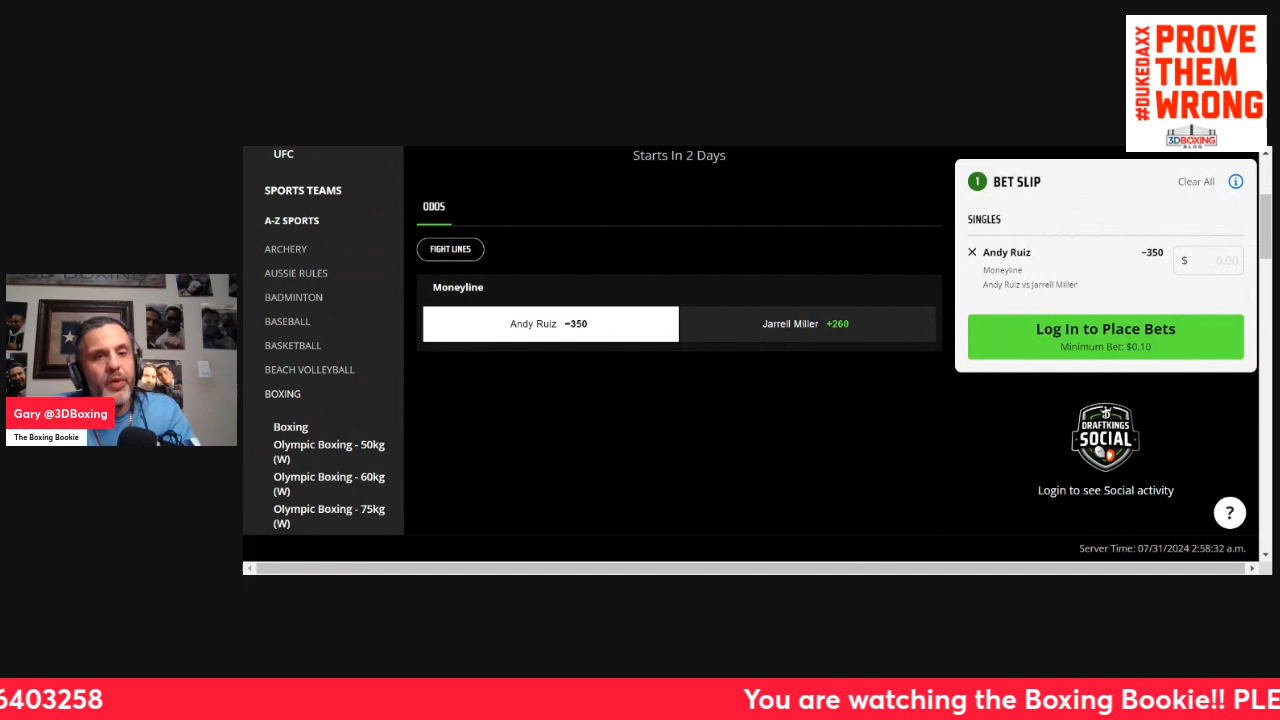 #DUKEDAXX
PROVE
THEM
WRONG
3DBOXING
BLOG
UFC
SPORTS TEAMS
A-Z SPORTS
ARCHERY
AUSSIE RULES
BADMINTON
BASEBALL
BASKETBALL
BEACH VOLLEYBALL
BOXING
Boxing
Olympic Boxing - 50kg
(W)
Olympic Boxing - 60kg
(W)
Olympic Boxing - 75kg
(W)
Starts In 2 Days
ODDS
FIGHT LINES
Moneyline
Andy Ruiz −350
Jarrell Miller +260
1 BET SLIP Clear All
SINGLES
Andy Ruiz −350
$ 0.00
Moneyline
Andy Ruiz vs Jarrell Miller
Log In to Place Bets
Minimum Bet: $0.10
DRAFTKINGS
SOCIAL
Login to see Social activity
?
Server Time: 07/31/2024 2:58:32 a.m.
3D BOXING
Gary @3DBoxing
The Boxing Bookie
6403258
You are watching the Boxing Bookie!! PLE